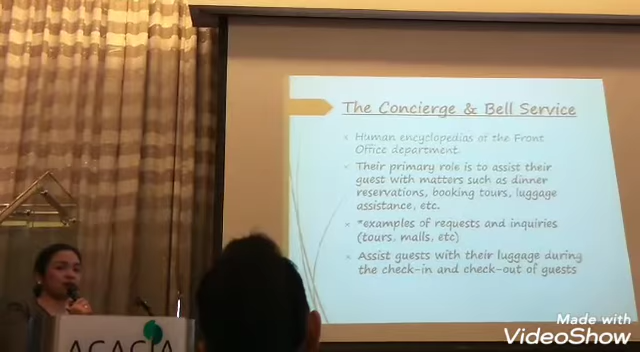 The Concierge & Bell Service
Human encyclopedias of the Front
Office department.
Their primary role is to assist their
guest with matters such as dinner
reservations, booking tours, luggage
assistance, etc.
*examples of requests and inquiries
(tours, malls, etc)
Assist guests with their luggage during
the check-in and check-out of guests
ACACIA
Made with
VideoShow